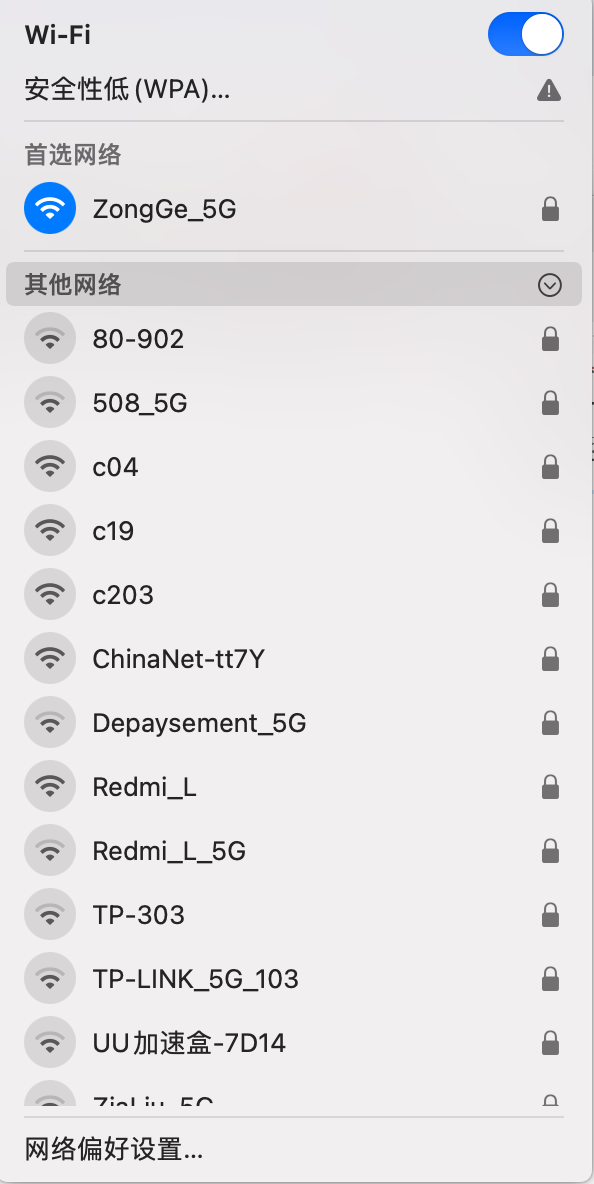 Wi-Fi
安全性低 (WPA)...
首选网络
ZongGe_5G
其他网络
80-902
508_5G
c04
c19
c203
ChinaNet-tt7Y
Depaysement_5G
Redmi_L
Redmi_L_5G
TP-303
TP-LINK_5G_103
UU加速盒-7D14
网络偏好设置...